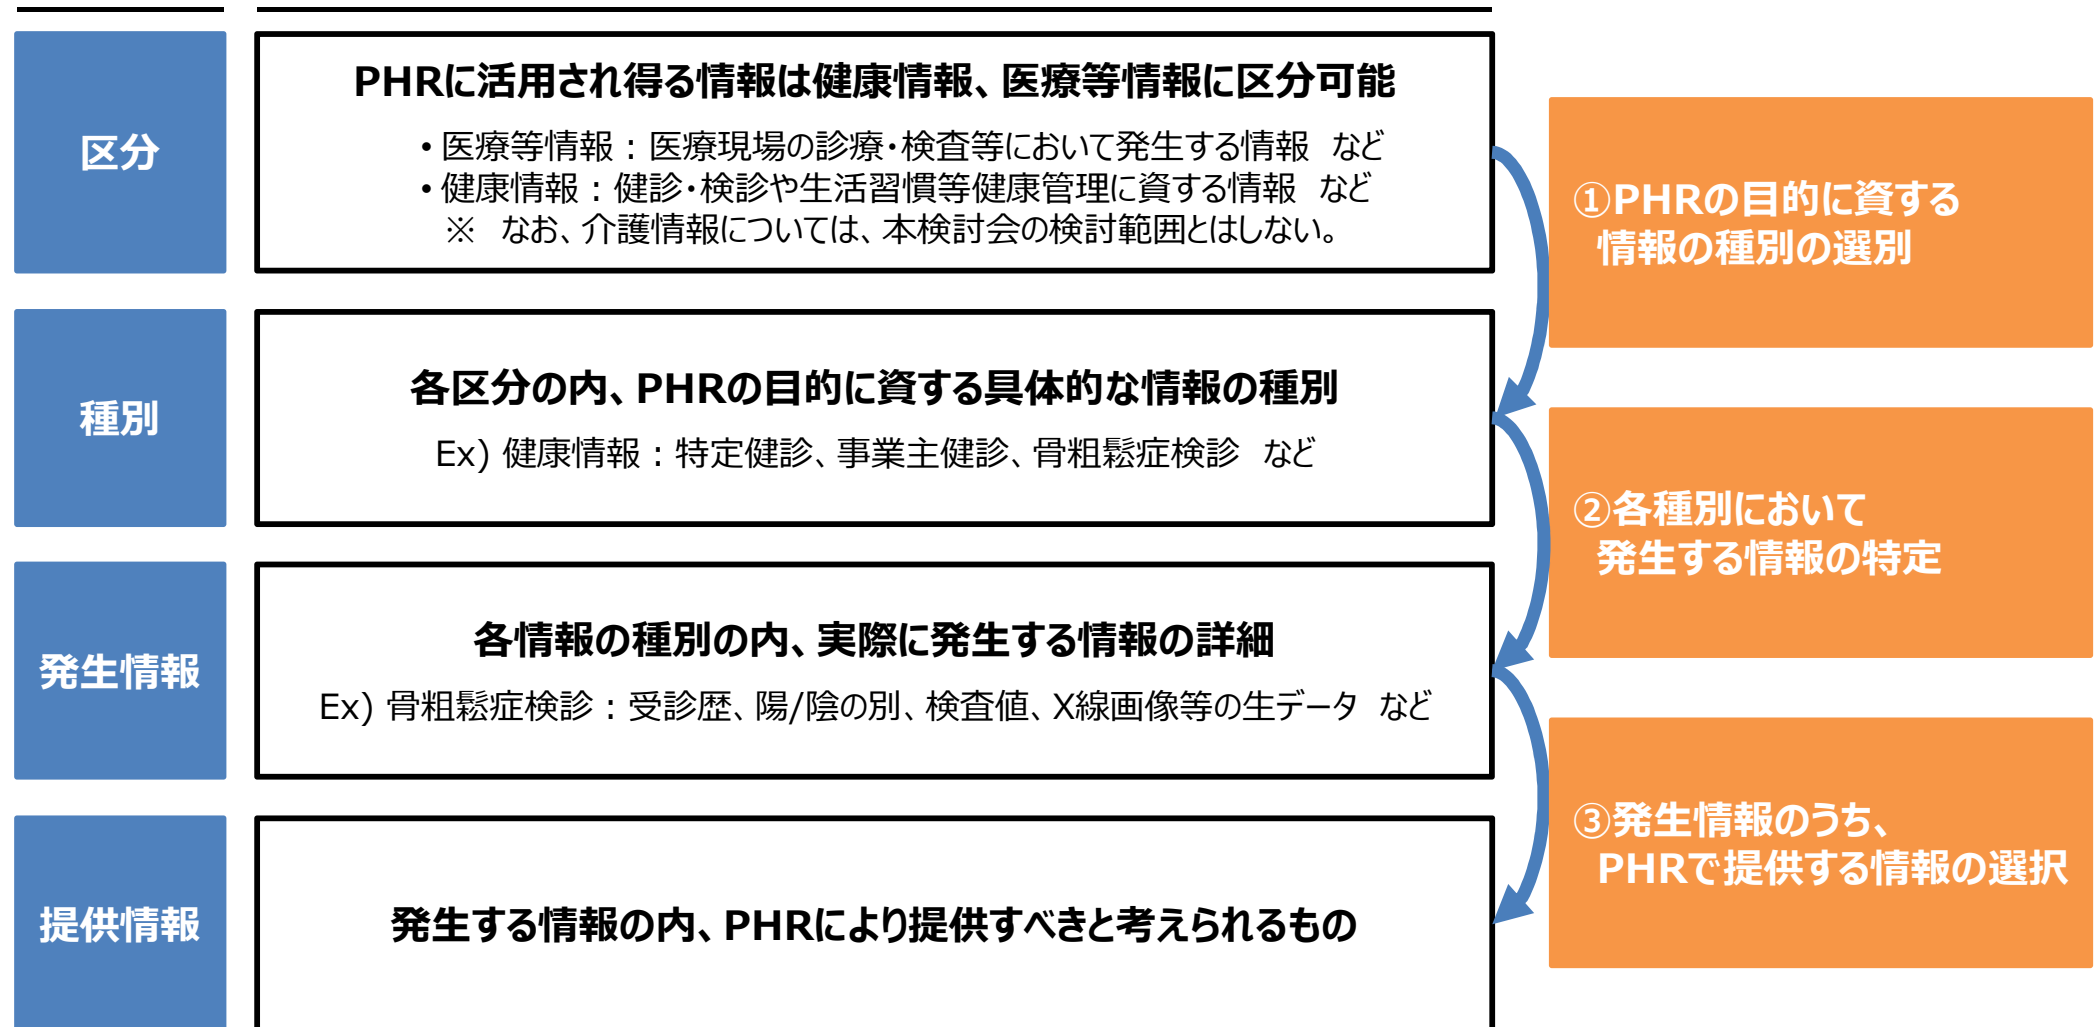 区分
PHRに活用され得る情報は健康情報、医療等情報に区分可能
• 医療等情報：医療現場の診療・検査等において発生する情報　など
• 健康情報：健診・検診や生活習慣等健康管理に資する情報　など
※　なお、介護情報については、本検討会の検討範囲とはしない。
①PHRの目的に資する
情報の種別の選別
種別
各区分の内、PHRの目的に資する具体的な情報の種別
Ex) 健康情報：特定健診、事業主健診、骨粗鬆症検診　など
②各種別において
発生する情報の特定
発生情報
各情報の種別の内、実際に発生する情報の詳細
Ex) 骨粗鬆症検診：受診歴、陽/陰の別、検査値、X線画像等の生データ　など
③発生情報のうち、
PHRで提供する情報の選択
提供情報
発生する情報の内、PHRにより提供すべきと考えられるもの